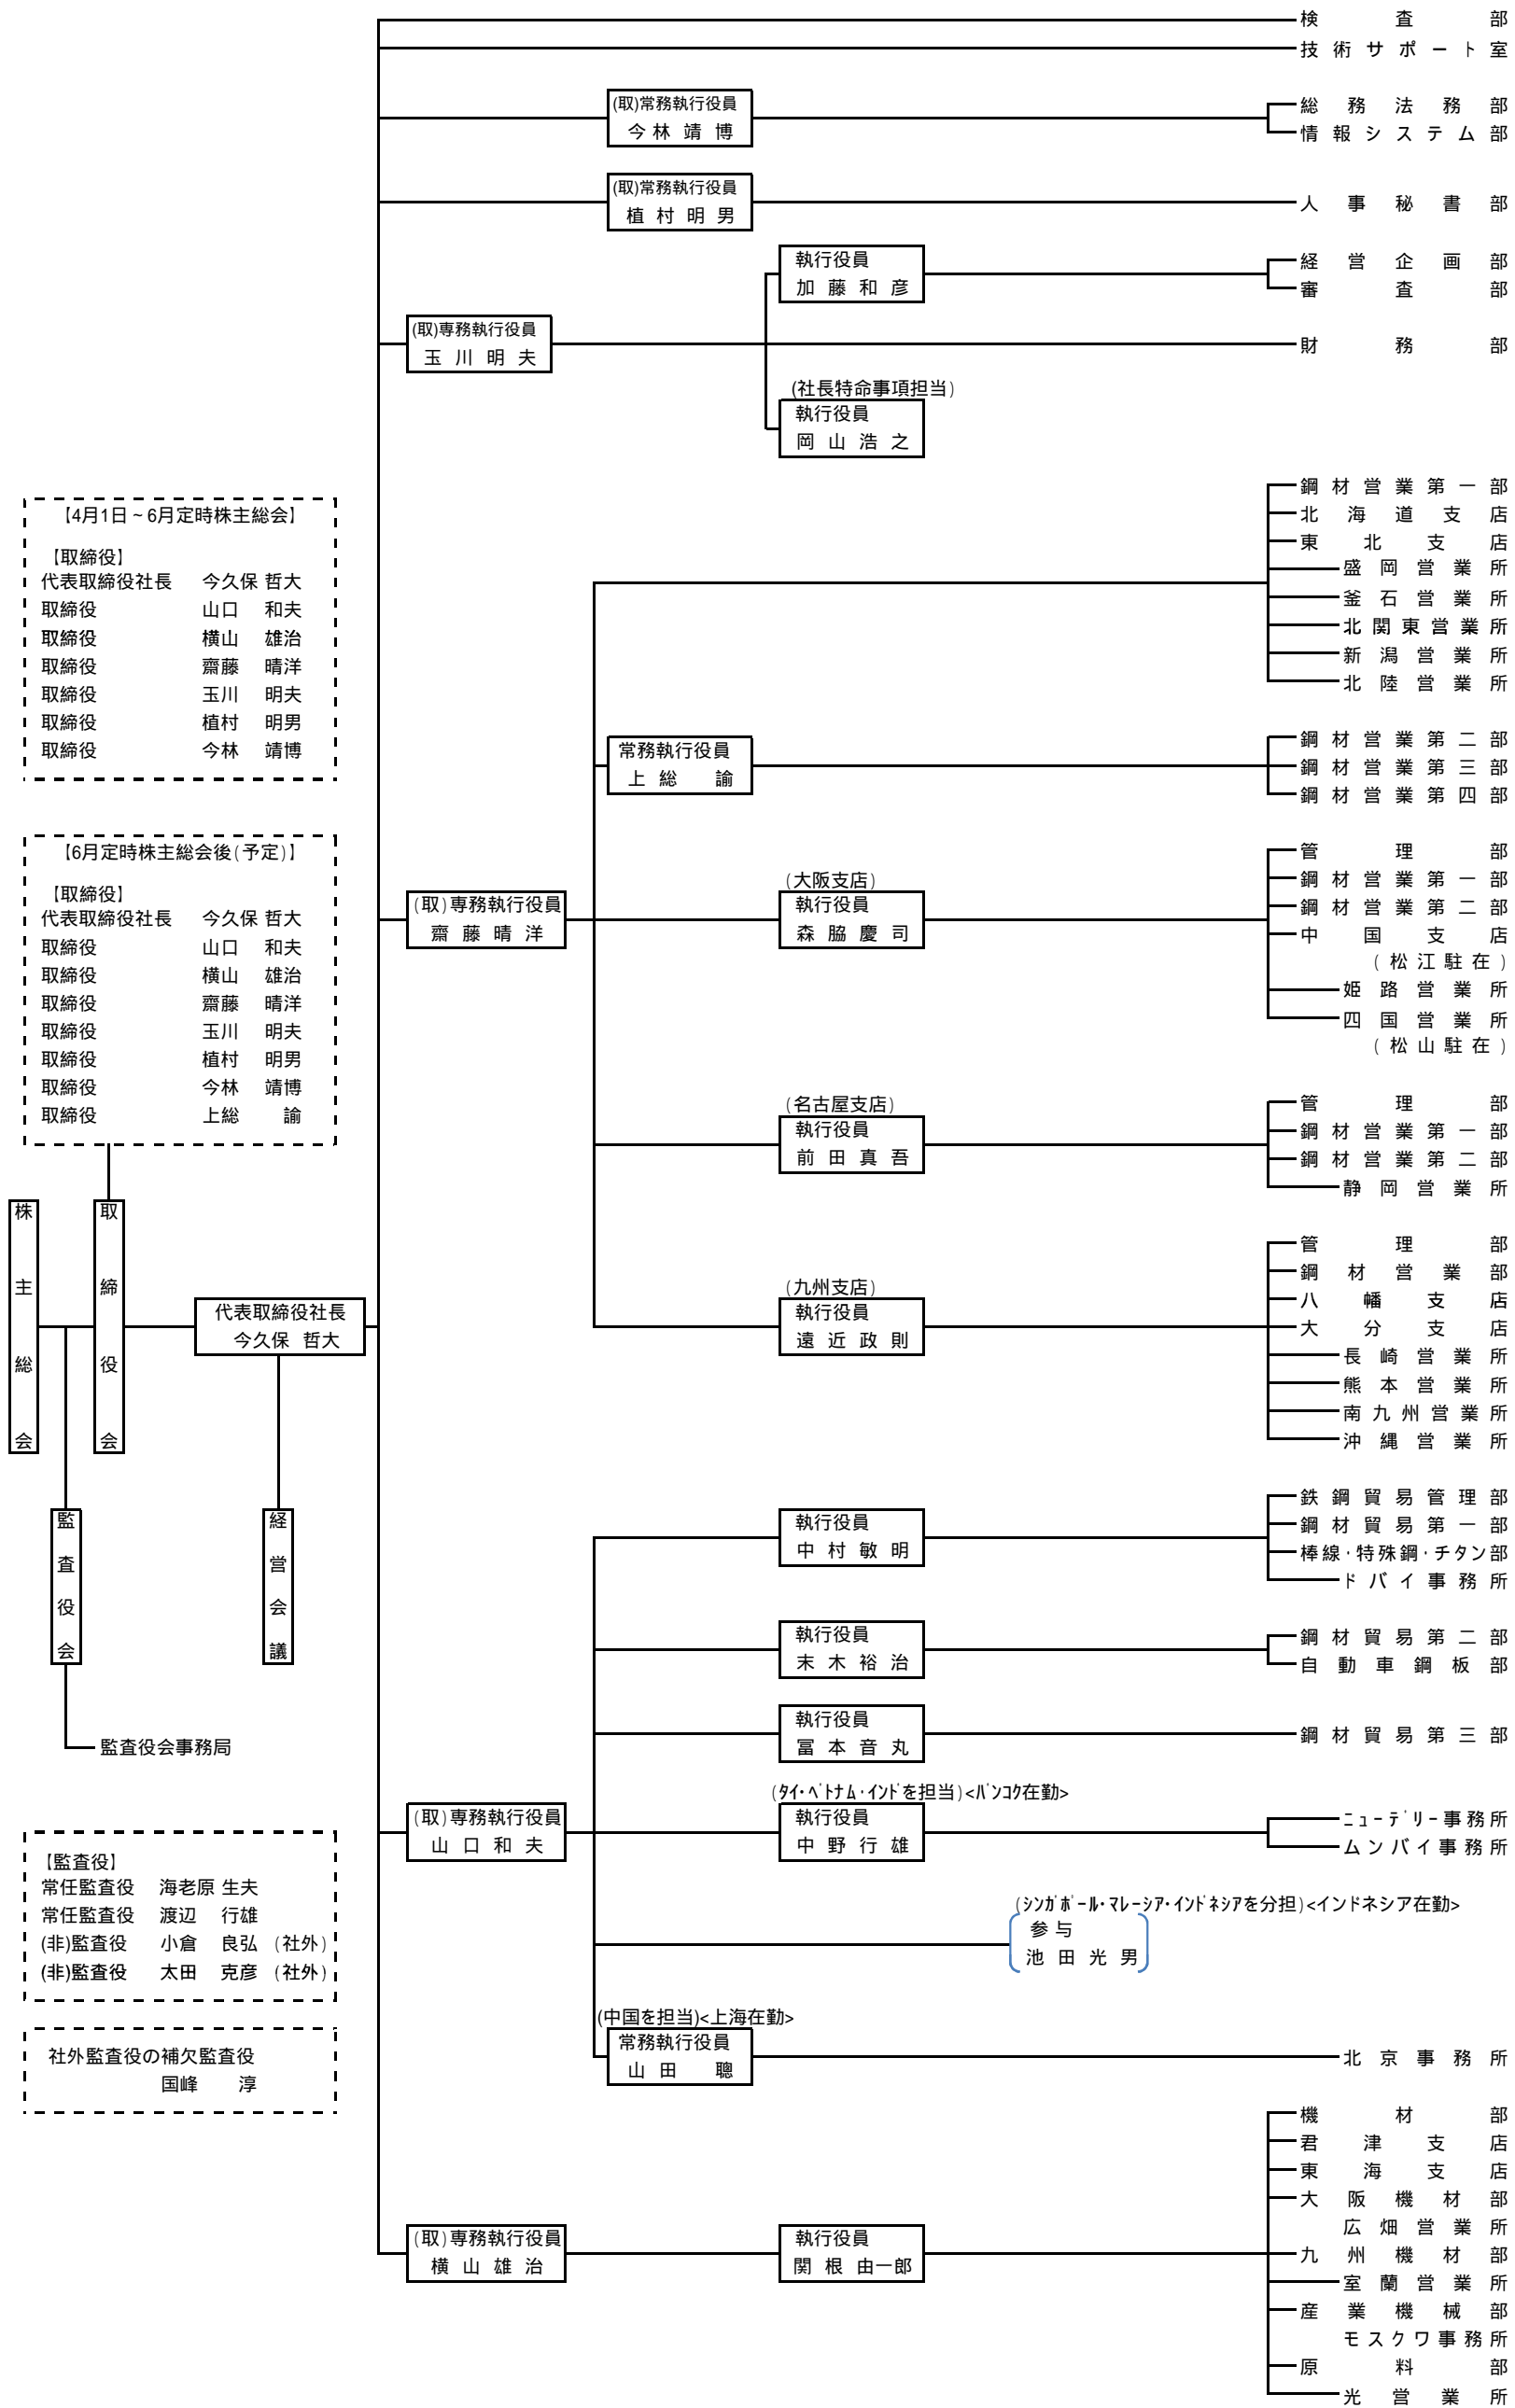 検査部
技術サポート室
(取)常務執行役員
今林靖博
総務法務部
情報システム部
(取)常務執行役員
植村明男
人事秘書部
執行役員
加藤和彦
経営企画部
審査部
(取)専務執行役員
玉川明夫
財務部
(社長特命事項担当)
執行役員
岡山浩之
【4月1日~6月定時株主総会】
【取締役】
代表取締役社長 今久保 哲大
取締役 山口 和夫
取締役 横山 雄治
取締役 齋藤 晴洋
取締役 玉川 明夫
取締役 植村 明男
取締役 今林 靖博
【6月定時株主総会後(予定)】
【取締役】
代表取締役社長 今久保 哲大
取締役 山口 和夫
取締役 横山 雄治
取締役 齋藤 晴洋
取締役 玉川 明夫
取締役 植村 明男
取締役 今林 靖博
取締役 上総 諭
株主総会
取締役会
代表取締役社長
今久保 哲大
監査役会
経営会議
監査役会事務局
【監査役】
常任監査役 海老原 生夫
常任監査役 渡辺 行雄
(非)監査役 小倉 良弘 (社外)
(非)監査役 太田 克彦 (社外)
社外監査役の補欠監査役
国峰 淳
(取)専務執行役員
齋藤晴洋
鋼材営業第一部
北海道支店
東北支店
盛岡営業所
釜石営業所
北関東営業所
新潟営業所
北陸営業所
常務執行役員
上総 諭
鋼材営業第二部
鋼材営業第三部
鋼材営業第四部
(大阪支店)
執行役員
森脇慶司
管理部
鋼材営業第一部
鋼材営業第二部
中国支店
(松江駐在)
姫路営業所
四国営業所
(松山駐在)
(名古屋支店)
執行役員
前田真吾
管理部
鋼材営業第一部
鋼材営業第二部
静岡営業所
(九州支店)
執行役員
遠近政則
管理部
鋼材営業部
八幡支店
大分支店
長崎営業所
熊本営業所
南九州営業所
沖縄営業所
(取)専務執行役員
山口和夫
執行役員
中村敏明
鉄鋼貿易管理部
鋼材貿易第一部
棒線・特殊鋼・チタン部
ドバイ事務所
執行役員
末木裕治
鋼材貿易第二部
自動車鋼板部
執行役員
冨本音丸
鋼材貿易第三部
(ﾀｲ・ﾍﾞﾄﾅﾑ・ｲﾝﾄﾞを担当)<ﾊﾞﾝｺｸ在勤>
執行役員
中野行雄
ﾆｭｰﾃﾞﾘｰ事務所
ムンバイ事務所
(ｼﾝｶﾞﾎﾟｰﾙ・ﾏﾚｰｼｱ・ｲﾝﾄﾞﾈｼｱを分担)<インドネシア在勤>
参与
池田光男
(中国を担当)<上海在勤>
常務執行役員
山田 聰
北京事務所
(取)専務執行役員
横山雄治
執行役員
関根由一郎
機材部
君津支店
東海支店
大阪機材部
広畑営業所
九州機材部
室蘭営業所
産業機械部
モスクワ事務所
原料部
光営業所